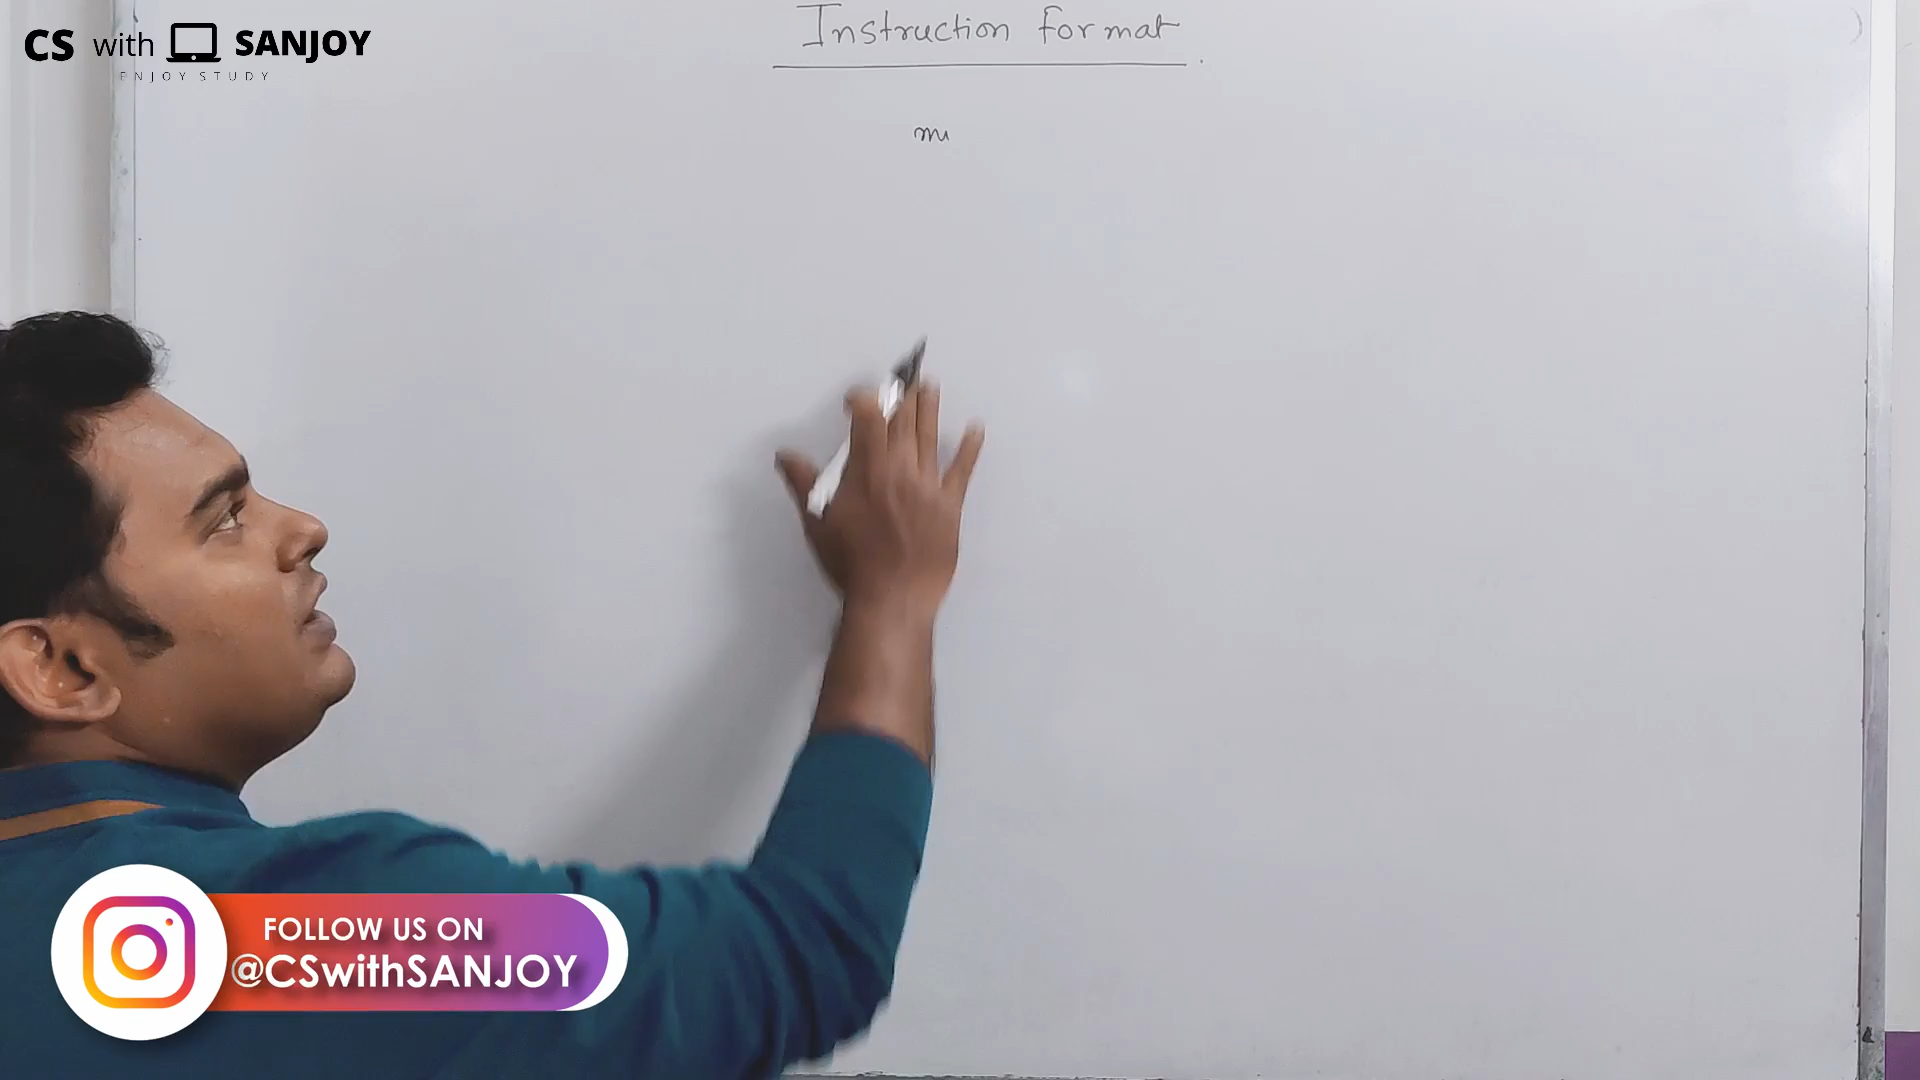 CS with SANJOY
ENJOY STUDY
Instruction format
FOLLOW US ON
@CSwithSANJOY